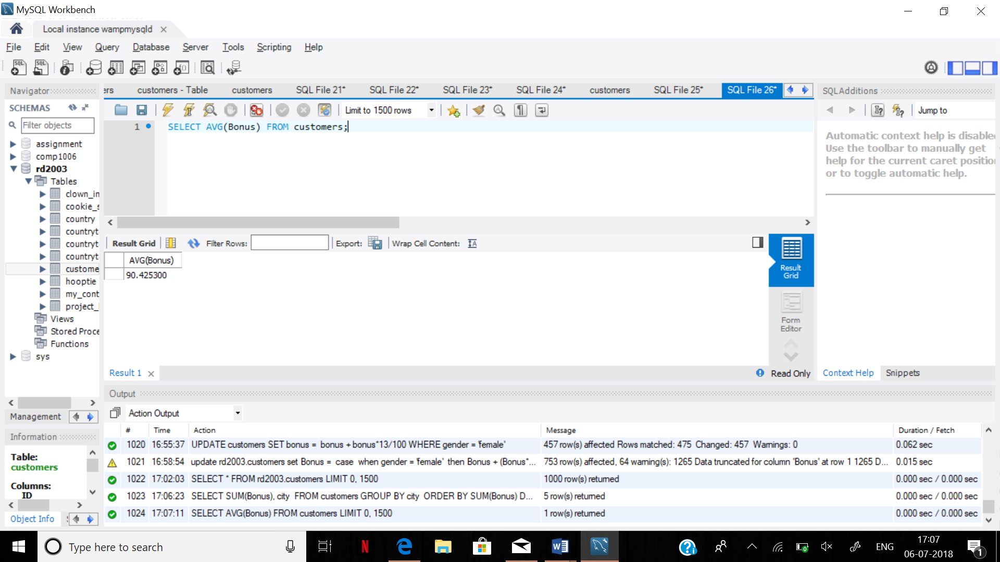 MySQL Workbench
Local instance wampmysqld
File Edit View Query Database Server Tools Scripting Help
Navigator
SCHEMAS
Filter objects
assignment
comp1006
rd2003
Tables
clown_in
cookie_s
country
countryt
countryt
countryt
custome
hooptie
my_cont
project_
Views
Stored Proce
Functions
sys
Management
Information
Table:
customers
Columns:
ID
Object Info
ers customers - Table customers SQL File 21* SQL File 22* SQL File 23* SQL File 24* customers SQL File 25* SQL File 26*
Limit to 1500 rows
1 SELECT AVG(Bonus) FROM customers;
Result Grid Filter Rows: Export: Wrap Cell Content:
AVG(Bonus)
90.425300
Result
Grid
Form
Editor
Result 1
Read Only
SQLAdditions
Jump to
Automatic context help is disable
Use the toolbar to manually get
help for the current caret positio
or to toggle automatic help.
Context Help Snippets
Output
Action Output
# Time Action Message Duration / Fetch
1020 16:55:37 UPDATE customers SET bonus = bonus + bonus*13/100 WHERE gender = 'female' 457 row(s) affected Rows matched: 475 Changed: 457 Warnings: 0 0.062 sec
1021 16:58:54 update rd2003.customers set Bonus = case when gender = 'female' then Bonus + (Bonus*... 753 row(s) affected, 64 warning(s): 1265 Data truncated for column 'Bonus' at row 1 1265 D... 0.015 sec
1022 17:02:03 SELECT * FROM rd2003.customers LIMIT 0, 1500 1000 row(s) returned 0.000 sec / 0.000 sec
1023 17:06:23 SELECT SUM(Bonus), city FROM customers GROUP BY city ORDER BY SUM(Bonus) D... 5 row(s) returned 0.000 sec / 0.000 sec
1024 17:07:11 SELECT AVG(Bonus) FROM customers LIMIT 0, 1500 1 row(s) returned 0.000 sec / 0.000 sec
Type here to search
ENG
17:07
06-07-2018
1